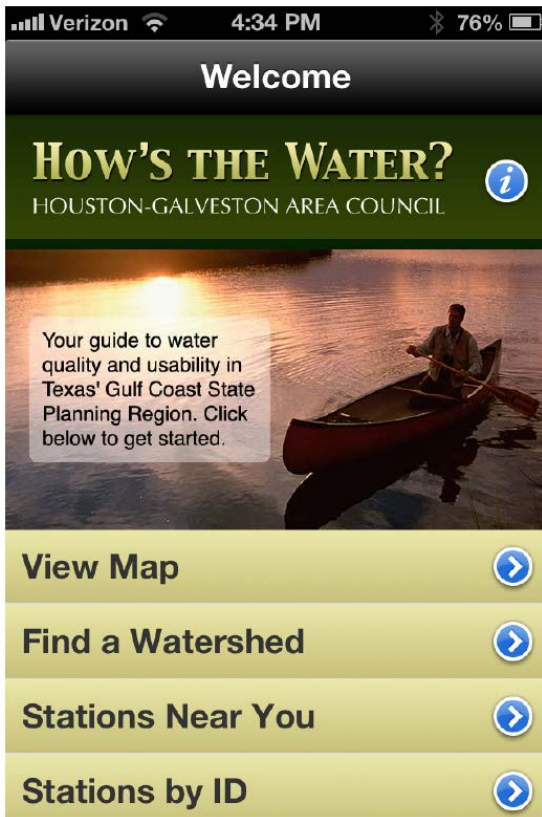 Verizon 4:34 PM 76%
Welcome
HOW'S THE WATER?
HOUSTON-GALVESTON AREA COUNCIL
i
Your guide to water
quality and usability in
Texas' Gulf Coast State
Planning Region. Click
below to get started.
View Map
Find a Watershed
Stations Near You
Stations by ID